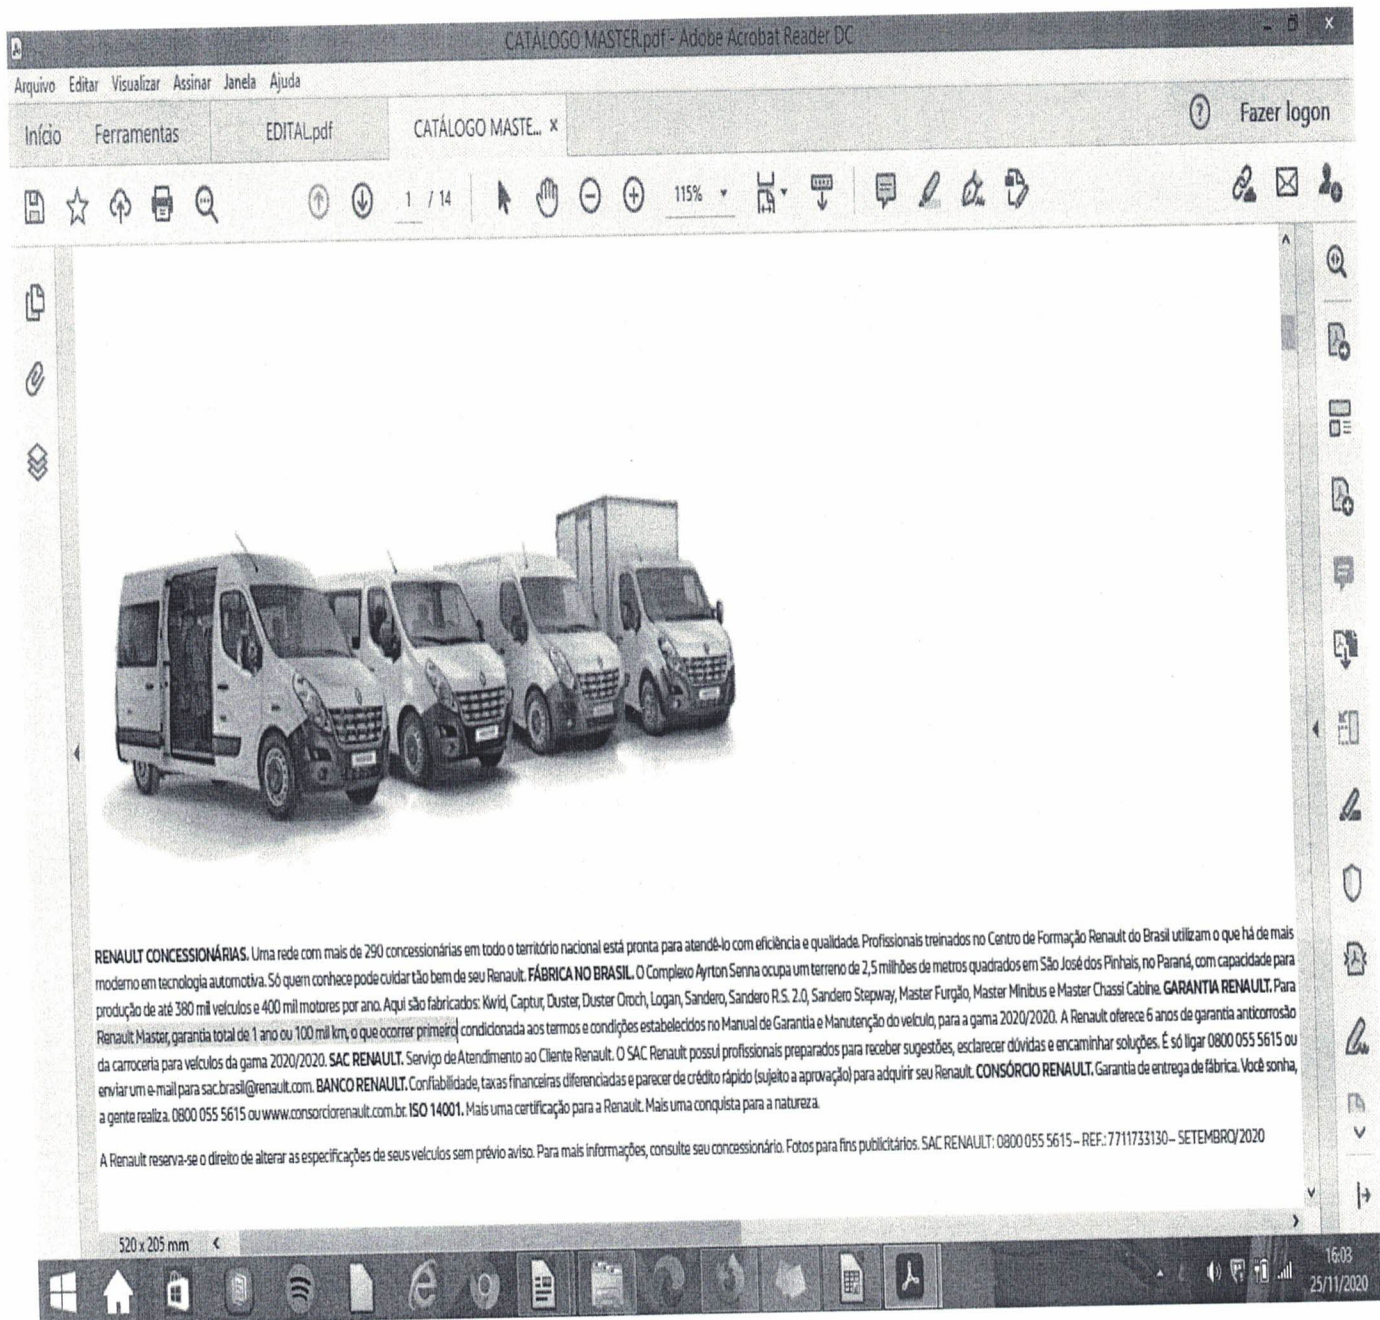 CATÁLOGO MASTER.pdf - Adobe Acrobat Reader DC
Arquivo Editar Visualizar Assinar Janela Ajuda
Início Ferramentas EDITAL.pdf CATÁLOGO MASTE... x ? Fazer logon
1 / 14 115%
RENAULT CONCESSIONÁRIAS. Uma rede com mais de 290 concessionárias em todo o território nacional está pronta para atendê-lo com eficiência e qualidade. Profissionais treinados no Centro de Formação Renault do Brasil utilizam o que há de mais
moderno em tecnologia automotiva. Só quem conhece pode cuidar tão bem de seu Renault. FÁBRICA NO BRASIL. O Complexo Ayrton Senna ocupa um terreno de 2,5 milhões de metros quadrados em São José dos Pinhais, no Paraná, com capacidade para
produção de até 380 mil veículos e 400 mil motores por ano. Aqui são fabricados: Kwid, Captur, Duster, Duster Oroch, Logan, Sandero, Sandero R.S. 2.0, Sandero Stepway, Master Furgão, Master Minibus e Master Chassi Cabine. GARANTIA RENAULT. Para
Renault Master, garantia total de 1 ano ou 100 mil km, o que ocorrer primeiro, condicionada aos termos e condições estabelecidos no Manual de Garantia e Manutenção do veículo, para a gama 2020/2020. A Renault oferece 6 anos de garantia anticorrosão
da carroceria para veículos da gama 2020/2020. SAC RENAULT. Serviço de Atendimento ao Cliente Renault. O SAC Renault possui profissionais preparados para receber sugestões, esclarecer dúvidas e encaminhar soluções. É só ligar 0800 055 5615 ou
enviar um e-mail para sac.brasil@renault.com. BANCO RENAULT. Confiabilidade, taxas financeiras diferenciadas e parecer de crédito rápido (sujeito a aprovação) para adquirir seu Renault. CONSÓRCIO RENAULT. Garantia de entrega de fábrica. Você sonha,
a gente realiza. 0800 055 5615 ou www.consorciorenault.com.br. ISO 14001. Mais uma certificação para a Renault. Mais uma conquista para a natureza.
A Renault reserva-se o direito de alterar as especificações de seus veículos sem prévio aviso. Para mais informações, consulte seu concessionário. Fotos para fins publicitários. SAC RENAULT: 0800 055 5615 – REF.: 7711733130 – SETEMBRO/2020
520 x 205 mm
16:03
25/11/2020